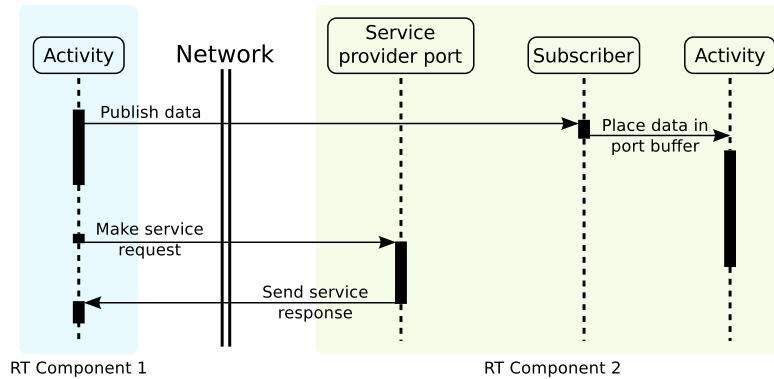 Activity
Network
Service
provider port
Subscriber
Activity
Publish data
Place data in
port buffer
Make service
request
Send service
response
RT Component 1
RT Component 2